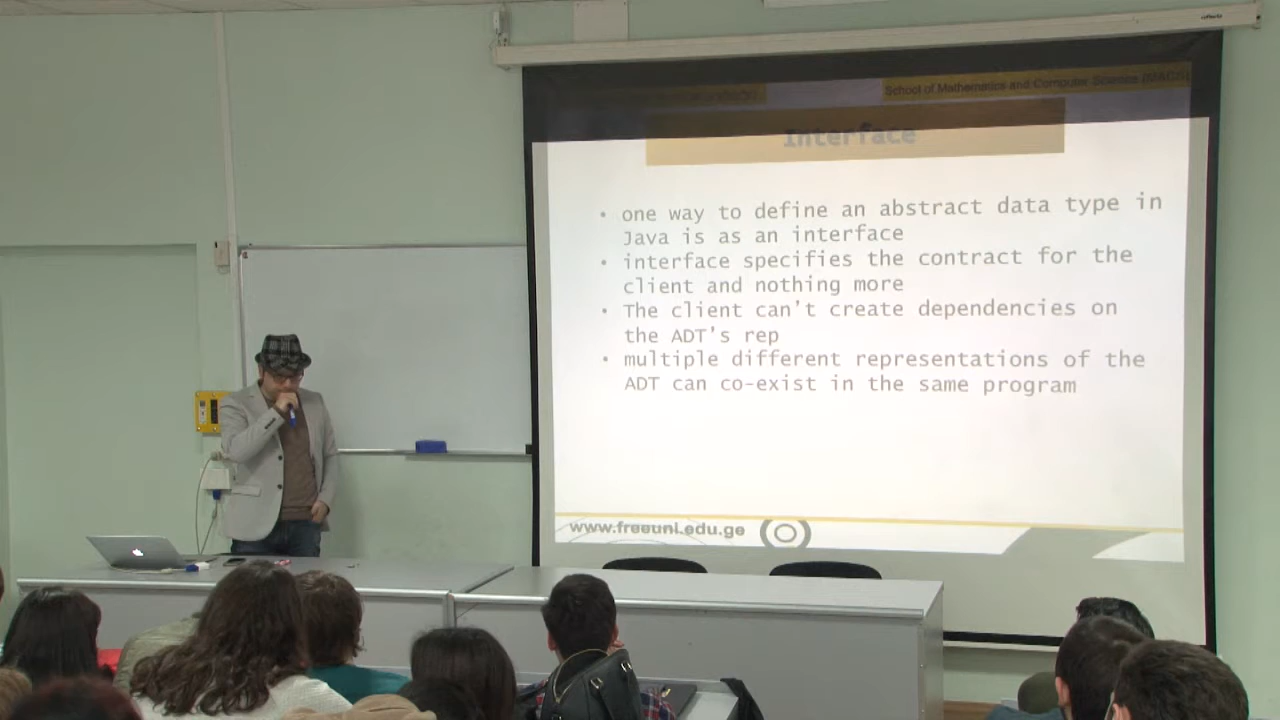 School of Mathematics and Computer Science (MACS)
Interface
• one way to define an abstract data type in
Java is as an interface
• interface specifies the contract for the
client and nothing more
• The client can't create dependencies on
the ADT's rep
• multiple different representations of the
ADT can co-exist in the same program
www.freeuni.edu.ge